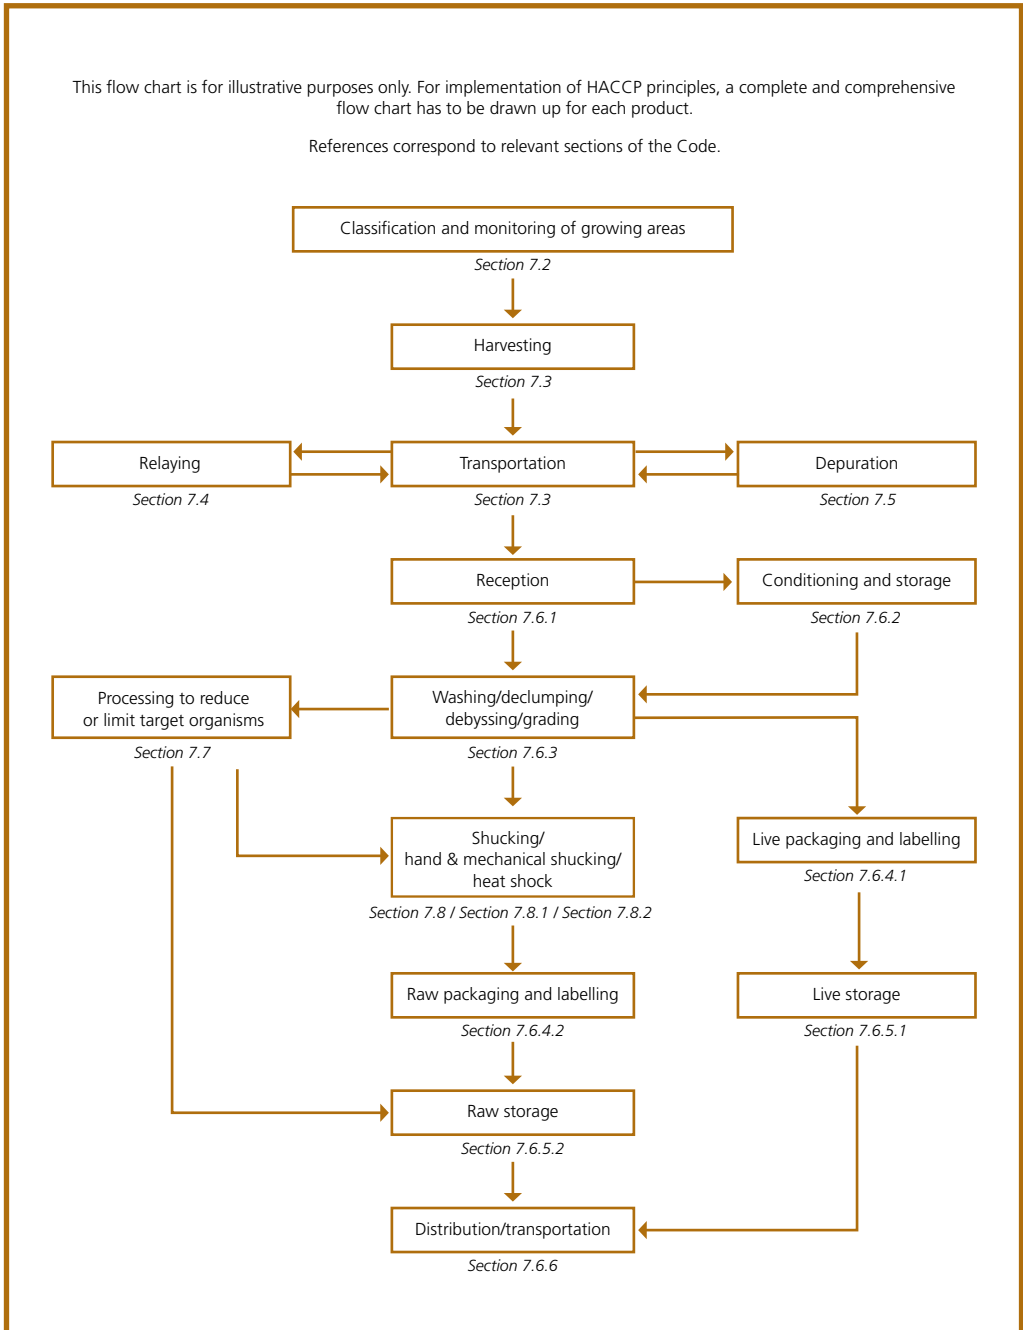 This flow chart is for illustrative purposes only. For implementation of HACCP principles, a complete and comprehensive
flow chart has to be drawn up for each product.
References correspond to relevant sections of the Code.
Classification and monitoring of growing areas
Section 7.2
Harvesting
Section 7.3
Relaying
Section 7.4
Transportation
Section 7.3
Depuration
Section 7.5
Reception
Section 7.6.1
Conditioning and storage
Section 7.6.2
Processing to reduce
or limit target organisms
Section 7.7
Washing/declumping/
debyssing/grading
Section 7.6.3
Shucking/
hand & mechanical shucking/
heat shock
Section 7.8 / Section 7.8.1 / Section 7.8.2
Live packaging and labelling
Section 7.6.4.1
Raw packaging and labelling
Section 7.6.4.2
Live storage
Section 7.6.5.1
Raw storage
Section 7.6.5.2
Distribution/transportation
Section 7.6.6